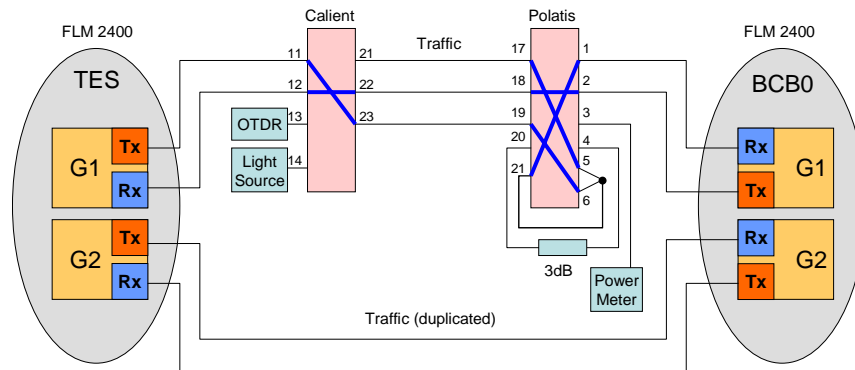 Calient
Polatis
FLM 2400
FLM 2400
TES
BCB0
Traffic
11
21
17
1
12
22
18
2
13
23
19
3
14
20
4
21
5
6
OTDR
Light
Source
G1
Tx
Rx
G2
Tx
Rx
Rx
G1
Tx
Rx
G2
Tx
3dB
Power
Meter
Traffic (duplicated)